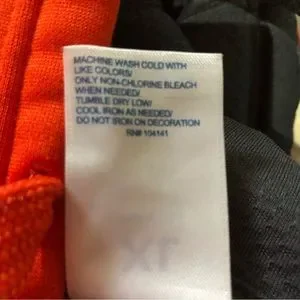 MACHINE WASH COLD WITH
LIKE COLORS/
ONLY NON-CHLORINE BLEACH
WHEN NEEDED/
TUMBLE DRY LOW/
COOL IRON AS NEEDED/
DO NOT IRON ON DECORATION
RN# 104141